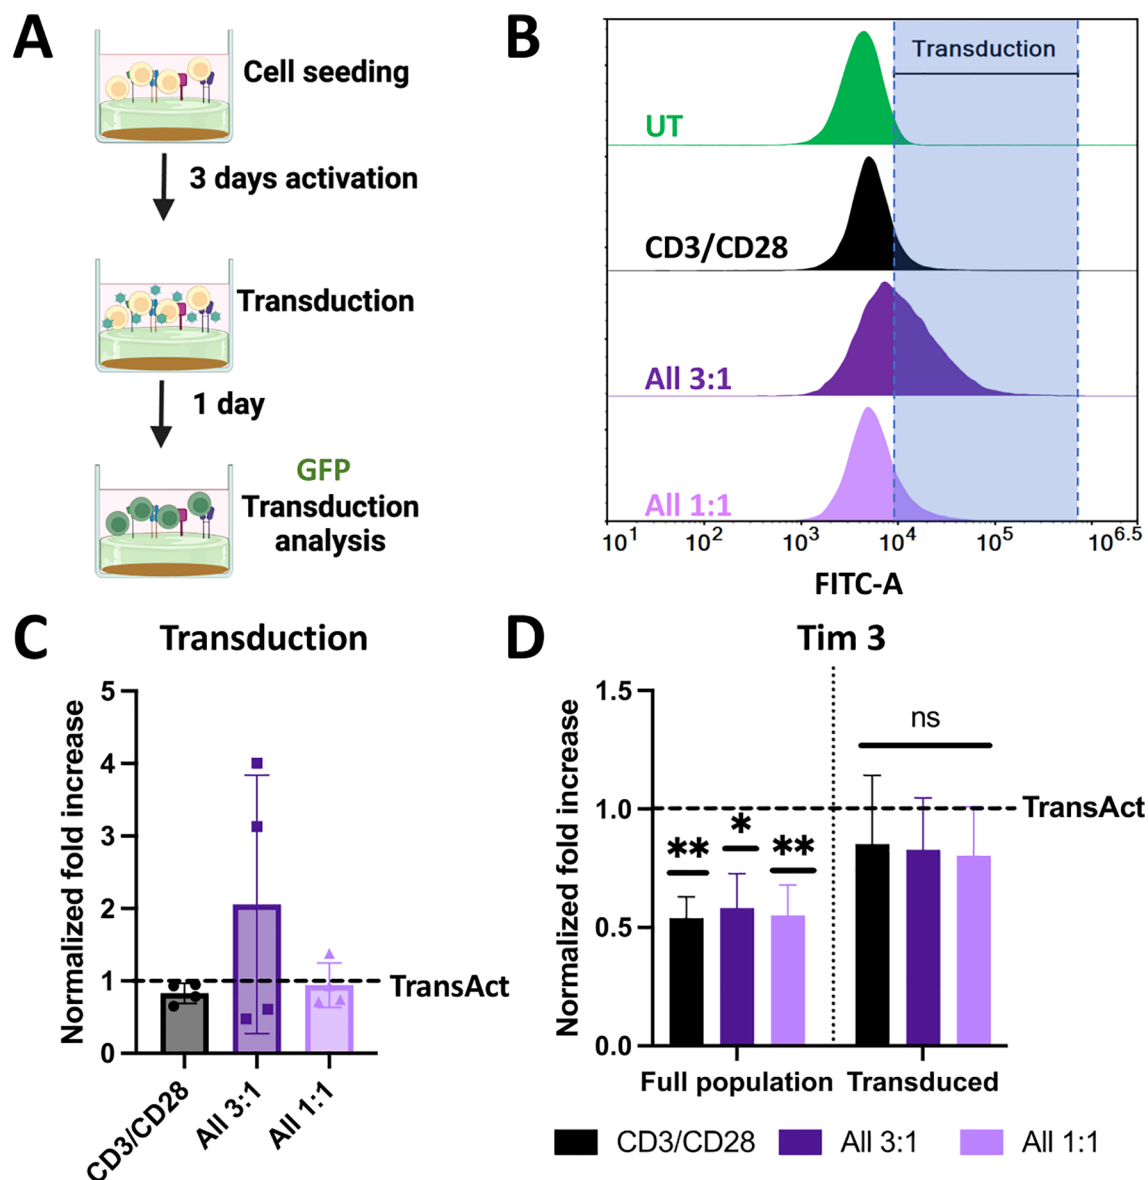 A
Cell seeding
3 days activation
Transduction
1 day
GFP
Transduction
analysis
B
Transduction
UT
CD3/CD28
All 3:1
All 1:1
10^1 10^2 10^3 10^4 10^5 10^6.5
FITC-A
C
Transduction
Normalized fold increase
5
4
3
2
1
0
TransAct
CD3/CD28
All 3:1
All 1:1
D
Tim 3
Normalized fold increase
1.5
1.0
0.5
0.0
ns
TransAct
** * **
Full population Transduced
CD3/CD28 All 3:1 All 1:1